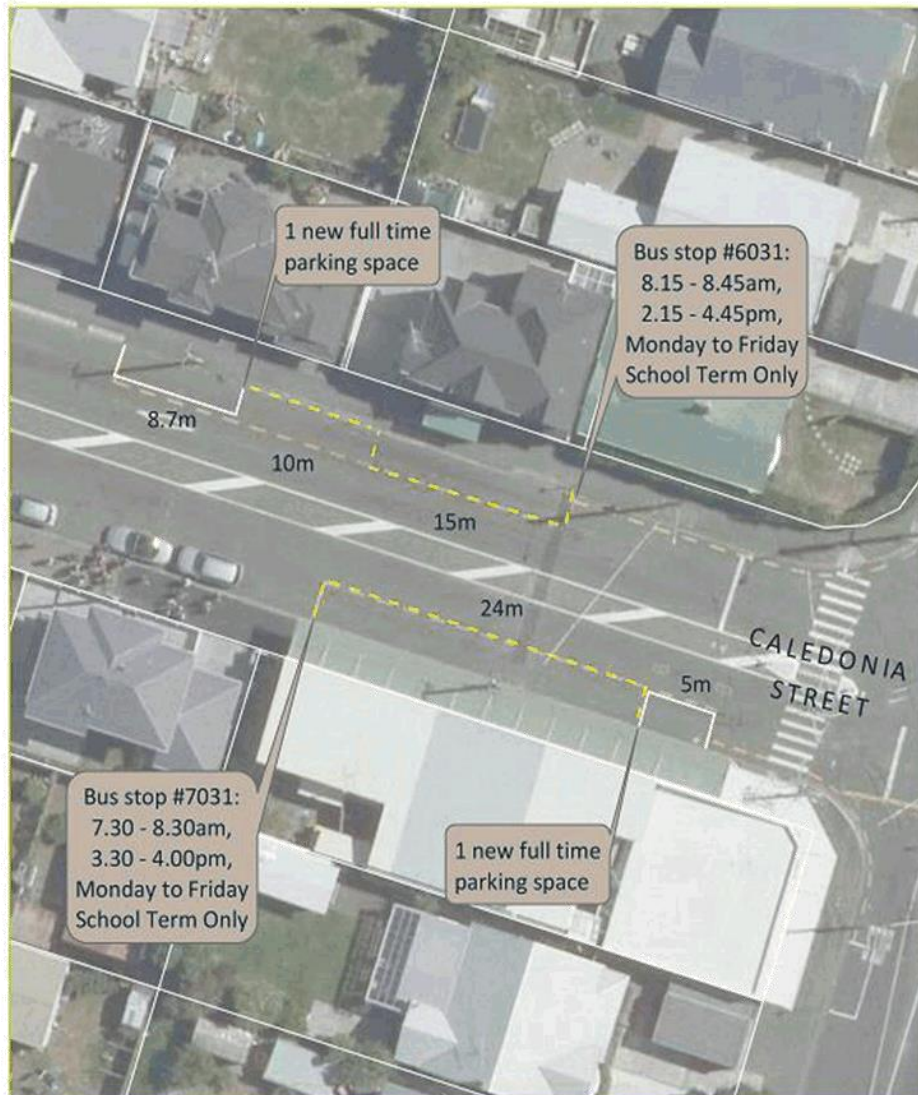 1 new full time
parking space
Bus stop #6031:
8.15 - 8.45am,
2.15 - 4.45pm,
Monday to Friday
School Term Only
8.7m
10m
15m
24m
5m
CALEDONIA
STREET
Bus stop #7031:
7.30 - 8.30am,
3.30 - 4.00pm,
Monday to Friday
School Term Only
1 new full time
parking space